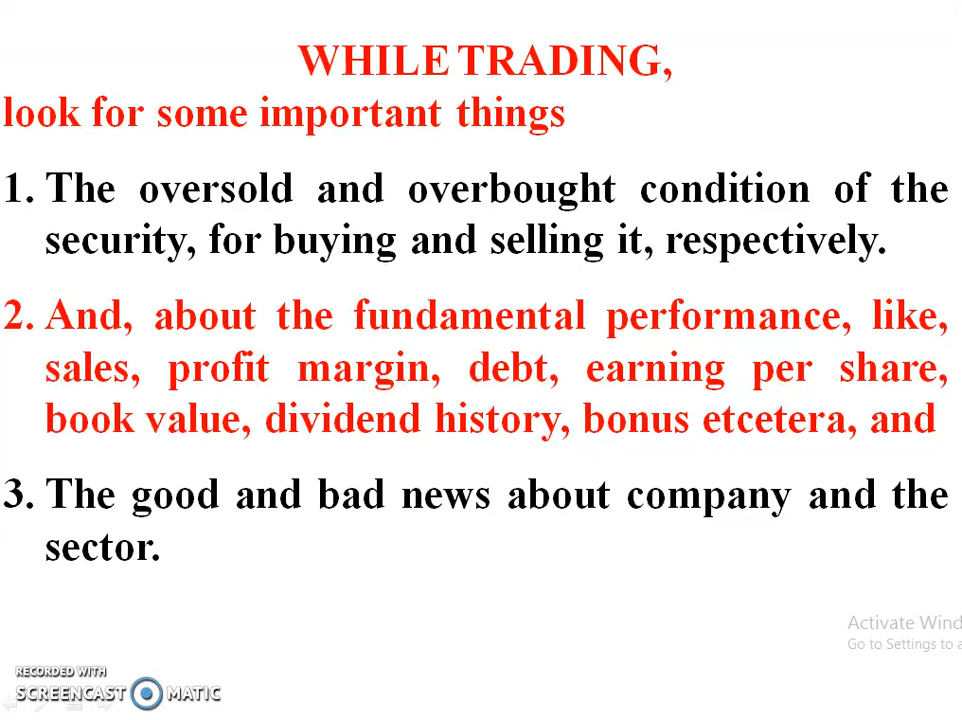 WHILE TRADING,
look for some important things
1. The oversold and overbought condition of the
security, for buying and selling it, respectively.
2. And, about the fundamental performance, like,
sales, profit margin, debt, earning per share,
book value, dividend history, bonus etcetera, and
3. The good and bad news about company and the
sector.
Activate Wind
Go to Settings to a
RECORDED WITH
SCREENCAST MATIC